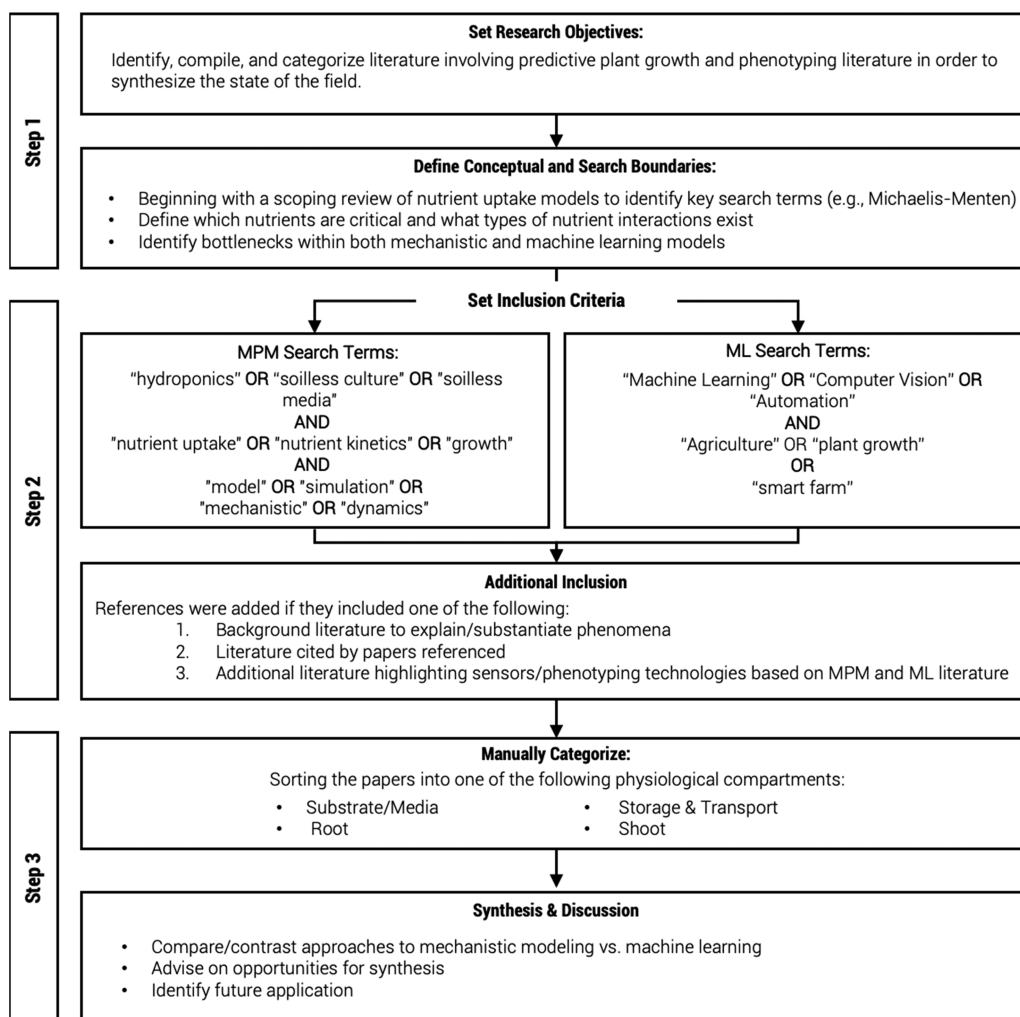 Step 1
Set Research Objectives:
Identify, compile, and categorize literature involving predictive plant growth and phenotyping literature in order to
synthesize the state of the field.
Define Conceptual and Search Boundaries:
• Beginning with a scoping review of nutrient uptake models to identify key search terms (e.g., Michaelis-Menten)
• Define which nutrients are critical and what types of nutrient interactions exist
• Identify bottlenecks within both mechanistic and machine learning models
Step 2
Set Inclusion Criteria
MPM Search Terms:
"hydroponics" OR "soilless culture" OR "soilless
media"
AND
"nutrient uptake" OR "nutrient kinetics" OR "growth"
AND
"model" OR "simulation" OR
"mechanistic" OR "dynamics"
ML Search Terms:
"Machine Learning" OR "Computer Vision" OR
"Automation"
AND
"Agriculture" OR "plant growth"
OR
"smart farm"
Additional Inclusion
References were added if they included one of the following:
1. Background literature to explain/substantiate phenomena
2. Literature cited by papers referenced
3. Additional literature highlighting sensors/phenotyping technologies based on MPM and ML literature
Step 3
Manually Categorize:
Sorting the papers into one of the following physiological compartments:
• Substrate/Media
• Root
• Storage & Transport
• Shoot
Synthesis & Discussion
• Compare/contrast approaches to mechanistic modeling vs. machine learning
• Advise on opportunities for synthesis
• Identify future application